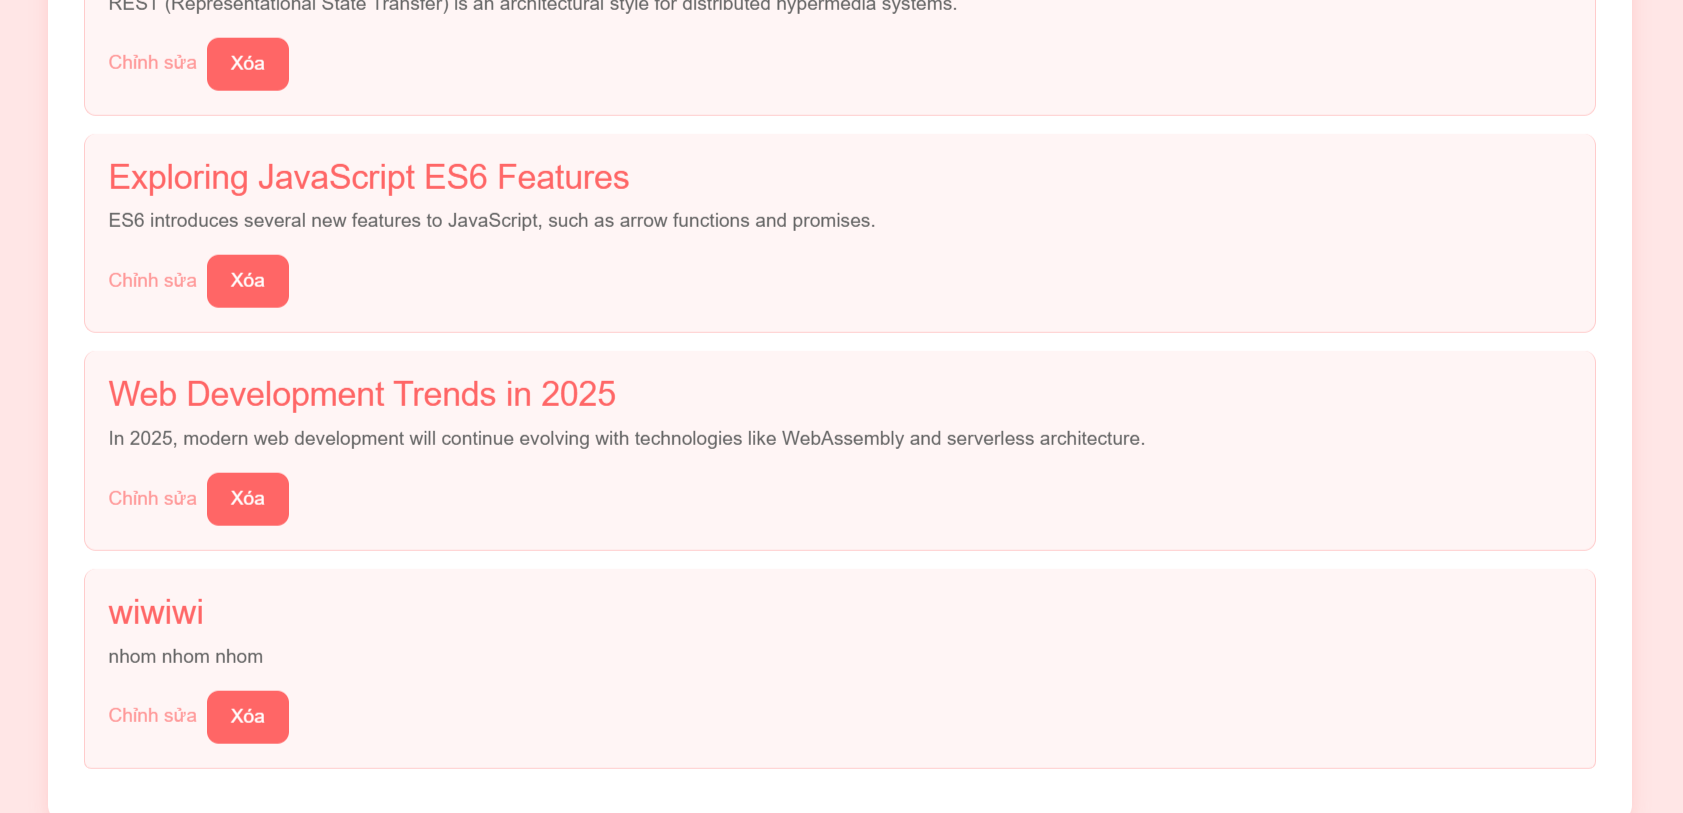 REST (Representational State Transfer) is an architectural style for distributed hypermedia systems.
Chỉnh sửa Xóa
Exploring JavaScript ES6 Features
ES6 introduces several new features to JavaScript, such as arrow functions and promises.
Chỉnh sửa Xóa
Web Development Trends in 2025
In 2025, modern web development will continue evolving with technologies like WebAssembly and serverless architecture.
Chỉnh sửa Xóa
wiwiwi
nhom nhom nhom
Chỉnh sửa Xóa